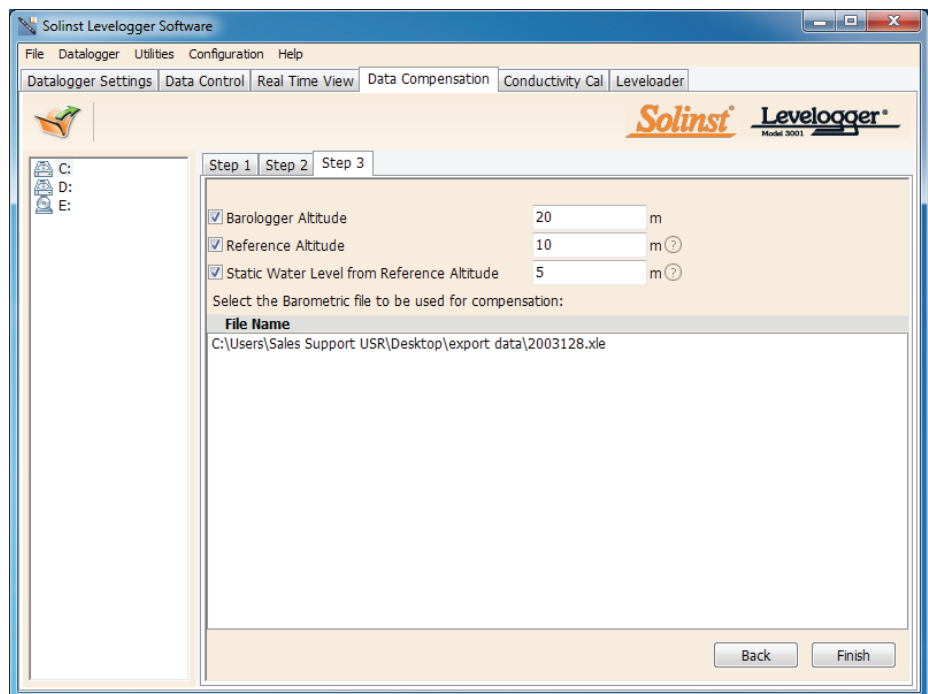 Solinst Levelogger Software
File Datalogger Utilities Configuration Help
Datalogger Settings Data Control Real Time View Data Compensation Conductivity Cal Leveloader
Solinst® Levelogger®
Model 3001
C:
D:
E:
Step 1 Step 2 Step 3
Barologger Altitude 20 m
Reference Altitude 10 m ?
Static Water Level from Reference Altitude 5 m ?
Select the Barometric file to be used for compensation:
File Name
C:\Users\Sales Support USR\Desktop\export data\2003128.xle
Back Finish